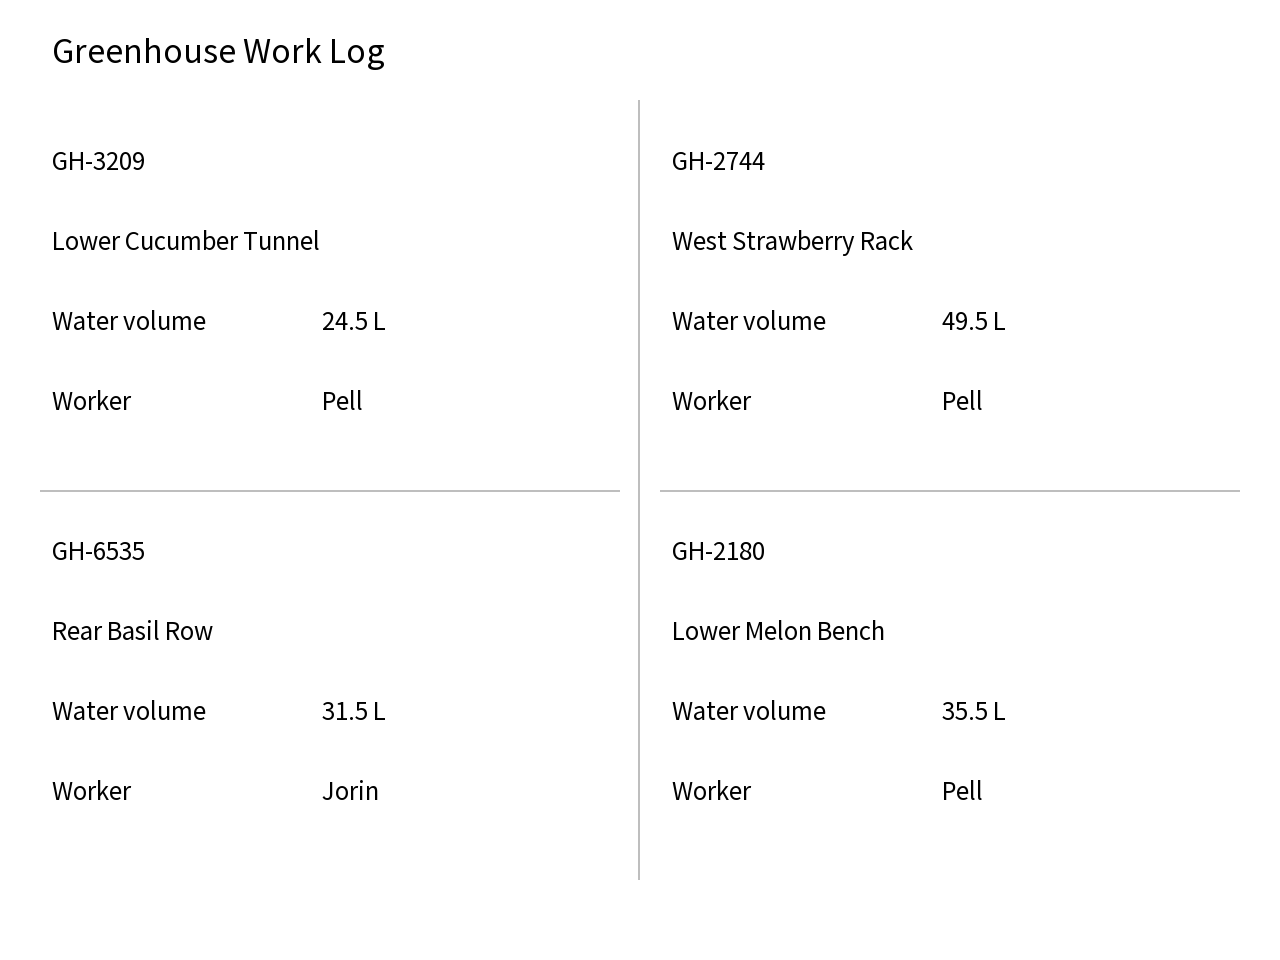 Greenhouse Work Log
GH-3209
Lower Cucumber Tunnel
Water volume 24.5 L
Worker Pell
GH-6535
Rear Basil Row
Water volume 31.5 L
Worker Jorin
GH-2744
West Strawberry Rack
Water volume 49.5 L
Worker Pell
GH-2180
Lower Melon Bench
Water volume 35.5 L
Worker Pell